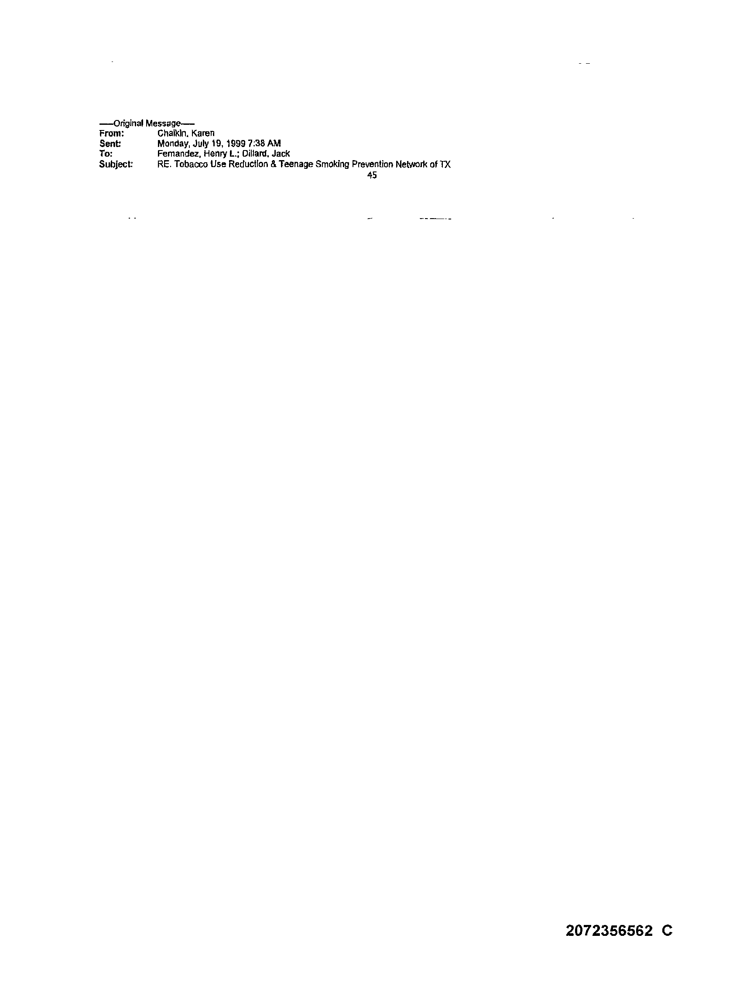 -----Original Message-----
From: Chaikin, Karen
Sent: Monday, July 19, 1999 7:38 AM
To: Fernandez, Henry L.; Dillard, Jack
Subject: RE. Tobacco Use Reduction & Teenage Smoking Prevention Network of TX
45
2072356562 C